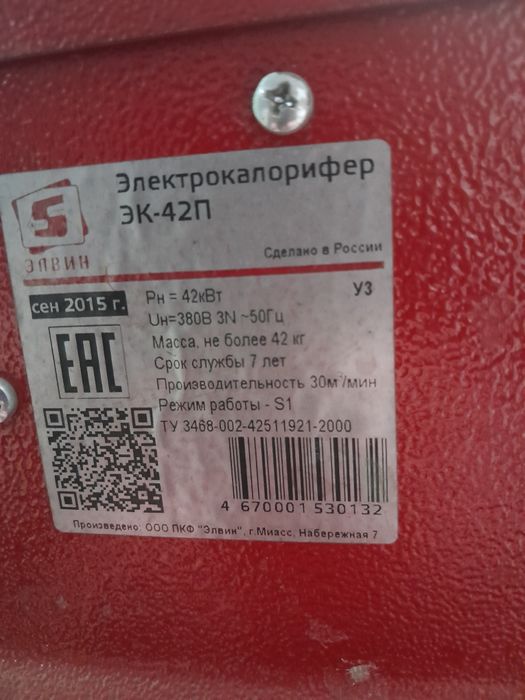 Электрокалорифер
ЭК-42П
Сделано в России
ЭЛВИН
сен 2015 г.
Рн = 42кВт
У3
Uн=380В 3N ~50Гц
Масса, не более 42 кг
Срок службы 7 лет
EAC
Производительность 30м³/мин
Режим работы - S1
ТУ 3468-002-42511921-2000
4 670001 530132
Произведено: ООО ПКФ "Элвин", г.Миасс, Набережная 7